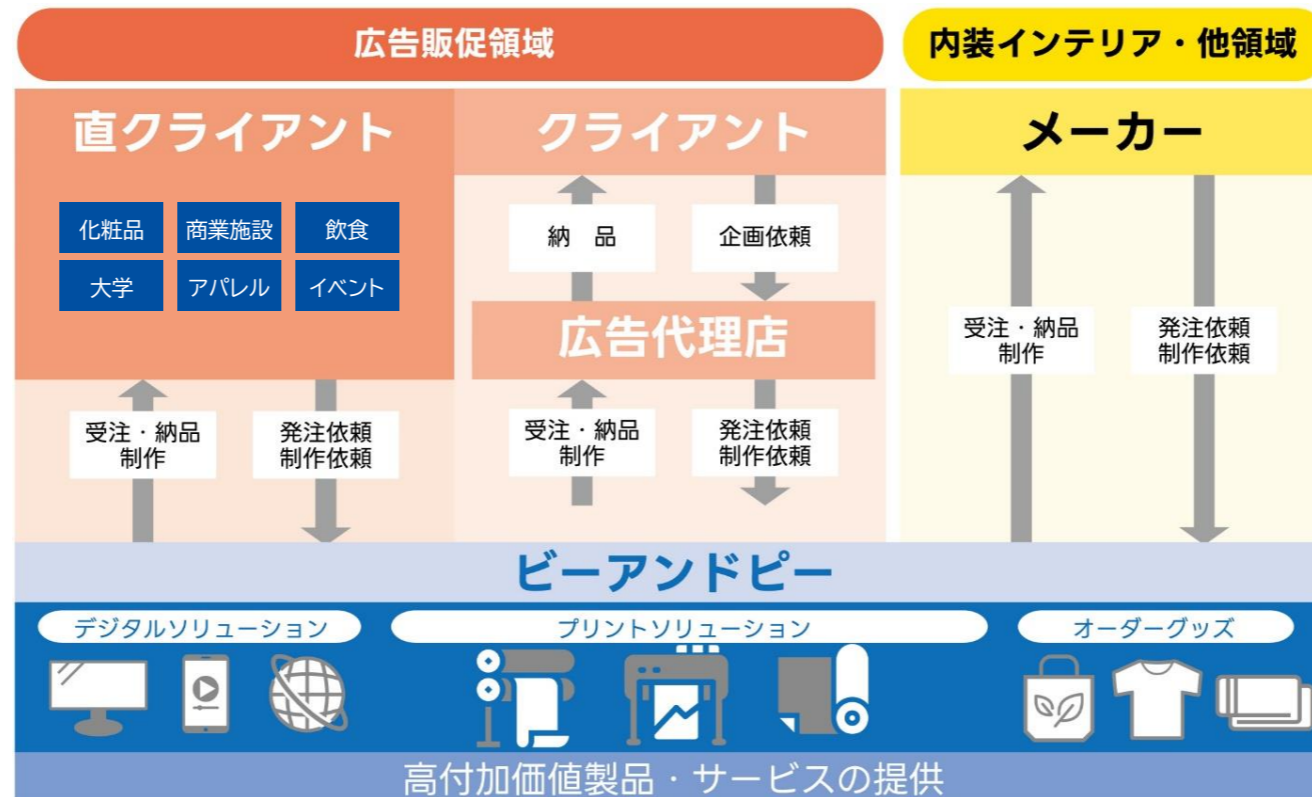 広告販促領域
内装インテリア・他領域
直クライアント
クライアント
メーカー
化粧品
商業施設
飲食
大学
アパレル
イベント
納　品
企画依頼
広告代理店
受注・納品
制作
発注依頼
制作依頼
受注・納品
制作
発注依頼
制作依頼
受注・納品
制作
発注依頼
制作依頼
ビーアンドピー
デジタルソリューション
プリントソリューション
オーダーグッズ
高付加価値製品・サービスの提供